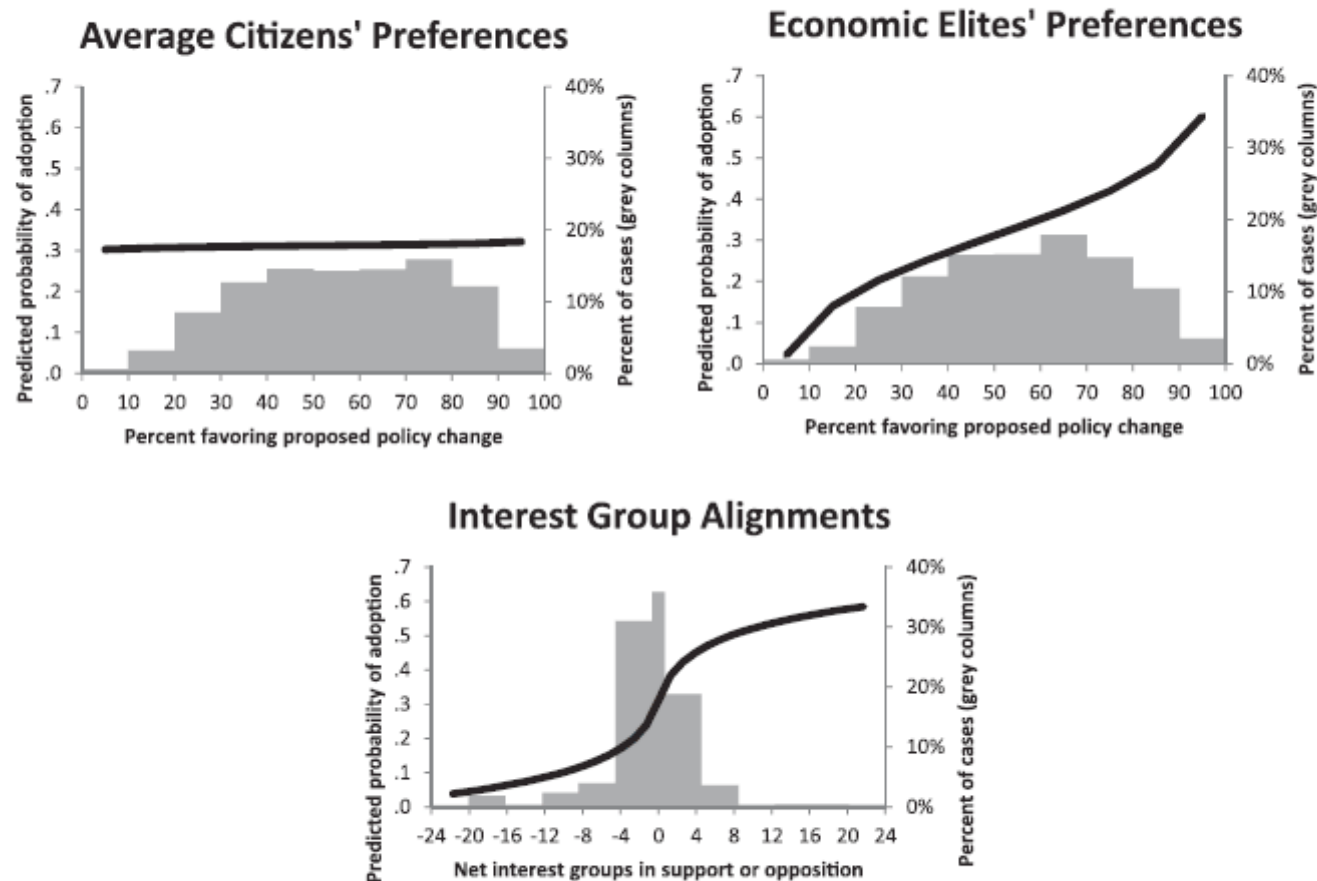 Average Citizens' Preferences
Predicted probability of adoption
.7
.6
.5
.4
.3
.2
.1
.0
40%
30%
20%
10%
0%
Percent of cases (grey columns)
0 10 20 30 40 50 60 70 80 90 100
Percent favoring proposed policy change
Economic Elites' Preferences
Predicted probability of adoption
.7
.6
.5
.4
.3
.2
.1
.0
40%
30%
20%
10%
0%
Percent of cases (grey columns)
0 10 20 30 40 50 60 70 80 90 100
Percent favoring proposed policy change
Interest Group Alignments
Predicted probability of adoption
.7
.6
.5
.4
.3
.2
.1
.0
40%
30%
20%
10%
0%
Percent of cases (grey columns)
-24 -20 -16 -12 -8 -4 0 4 8 12 16 20 24
Net interest groups in support or opposition